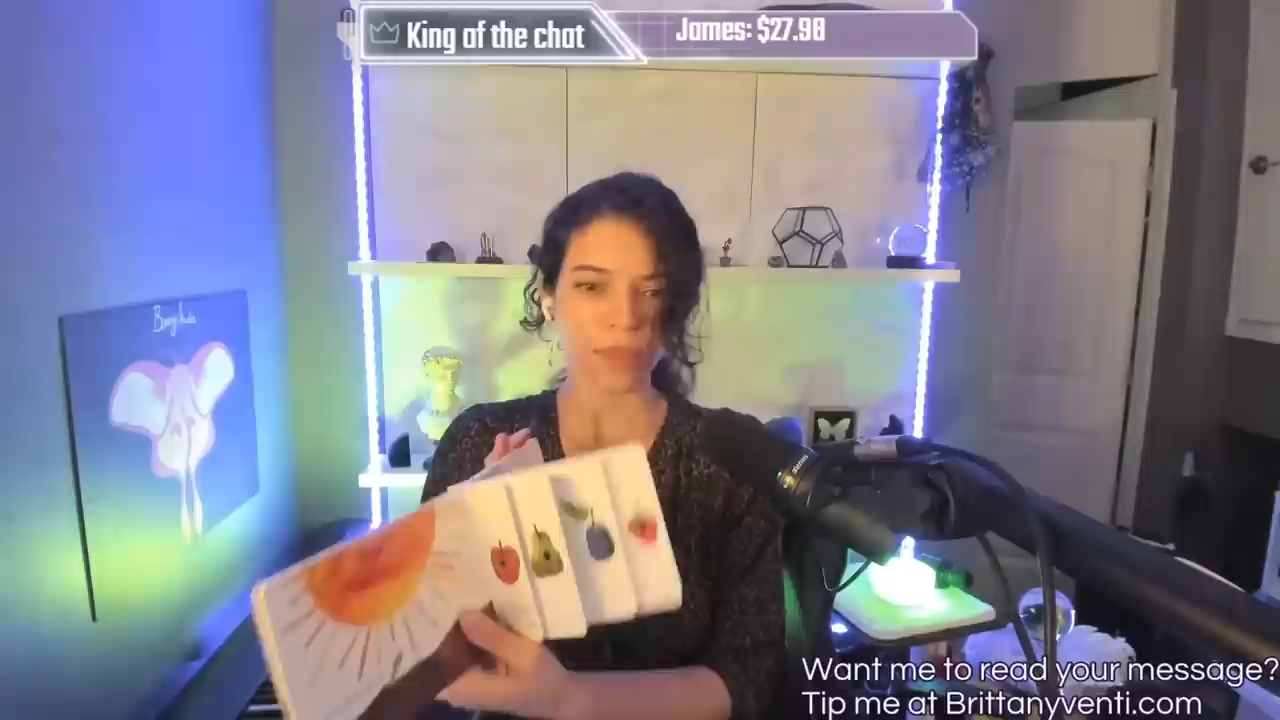 King of the chat
James: $27.98
Want me to read your message?
Tip me at Brittanyventi.com